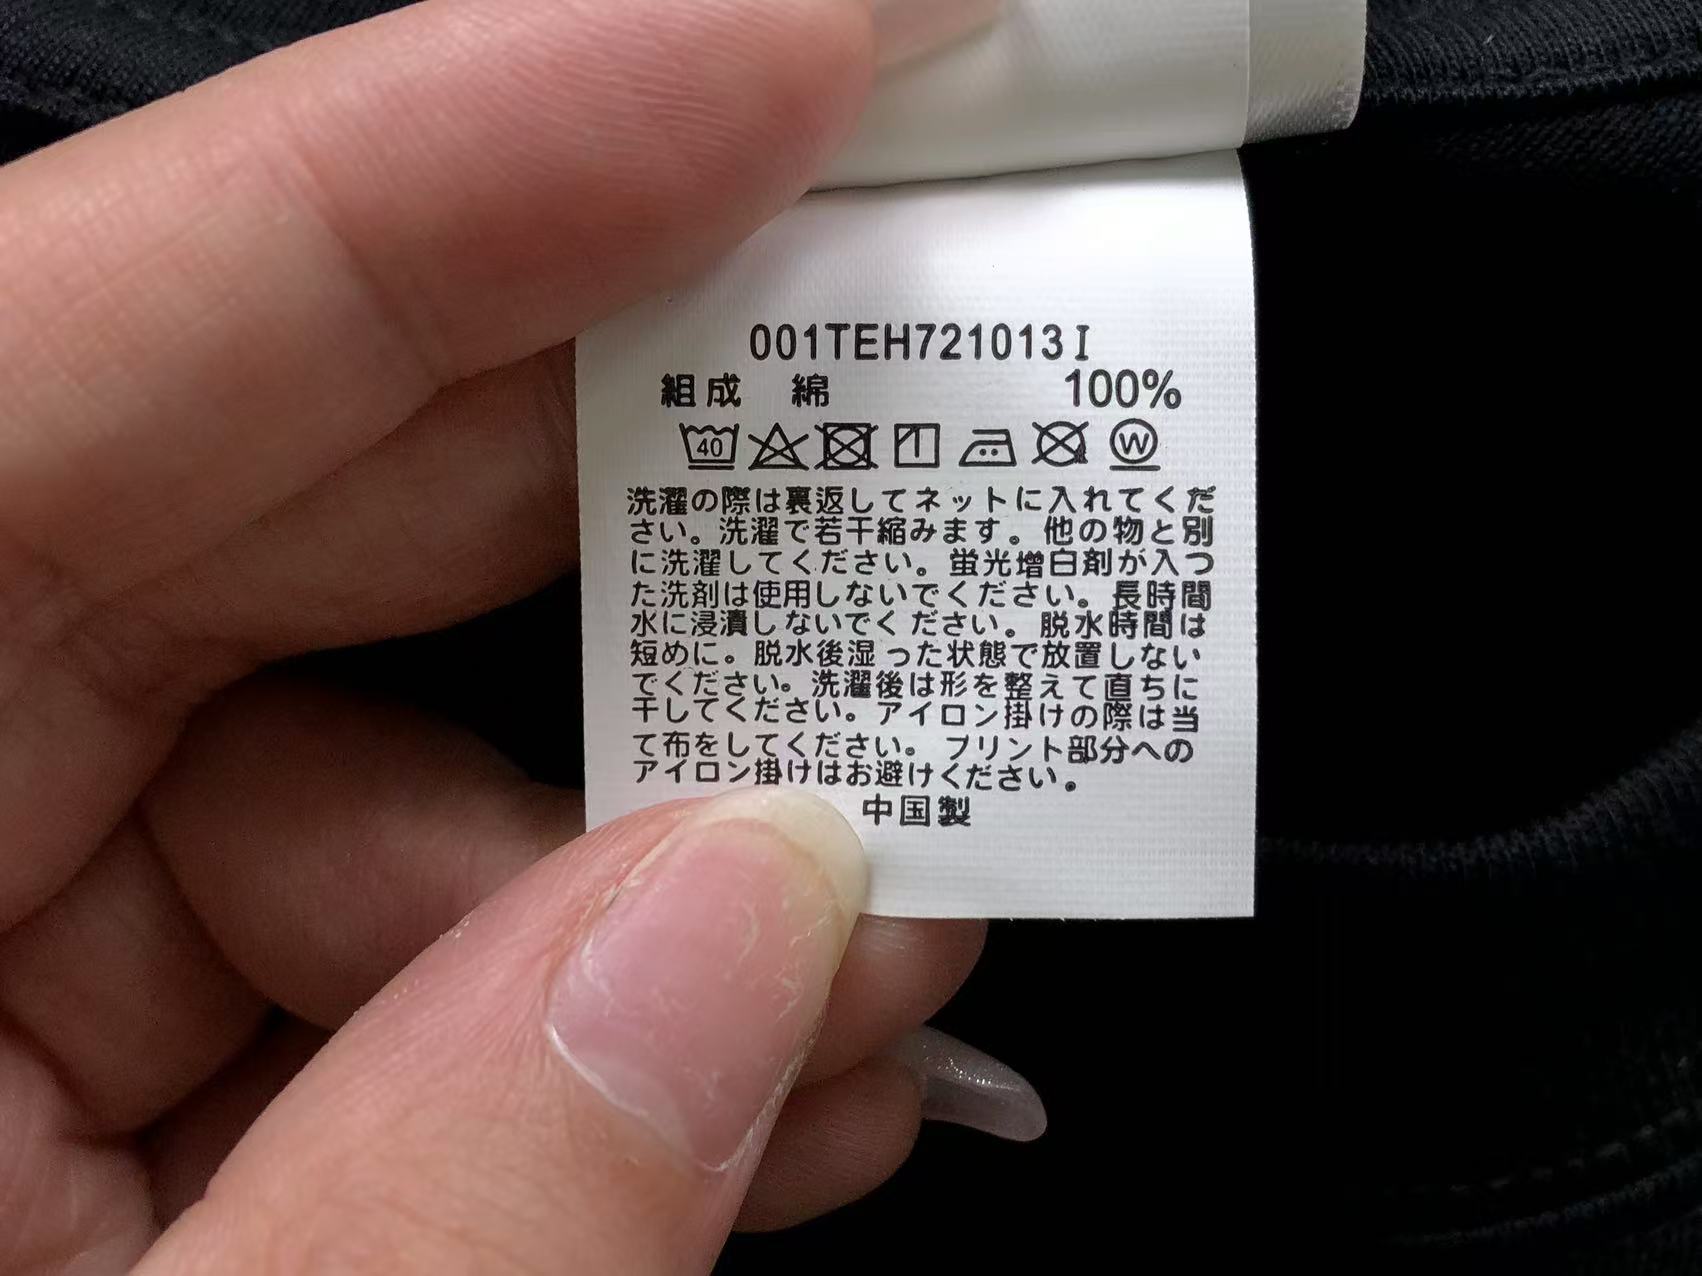 001TEH721013I
組成 綿 100%
40 W
洗濯の際は裏返してネットに入れてくだ
さい。洗濯で若干縮みます。他の物と別
に洗濯してください。蛍光増白剤が入つ
た洗剤は使用しないでください。長時間
水に浸漬しないでください。脱水時間は
短めに。脱水後湿った状態で放置しない
でください。洗濯後は形を整えて直ちに
干してください。アイロン掛けの際は当
て布をしてください。プリント部分への
アイロン掛けはお避けください。
中国製